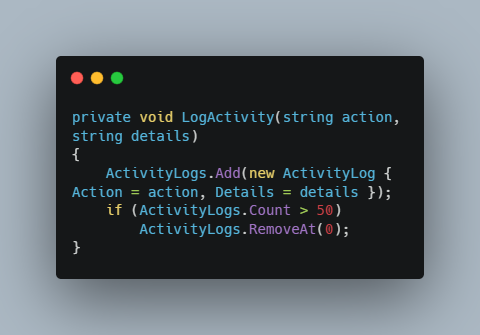 private void LogActivity(string action,
string details)
{
    ActivityLogs.Add(new ActivityLog {
Action = action, Details = details });
    if (ActivityLogs.Count > 50)
        ActivityLogs.RemoveAt(0);
}